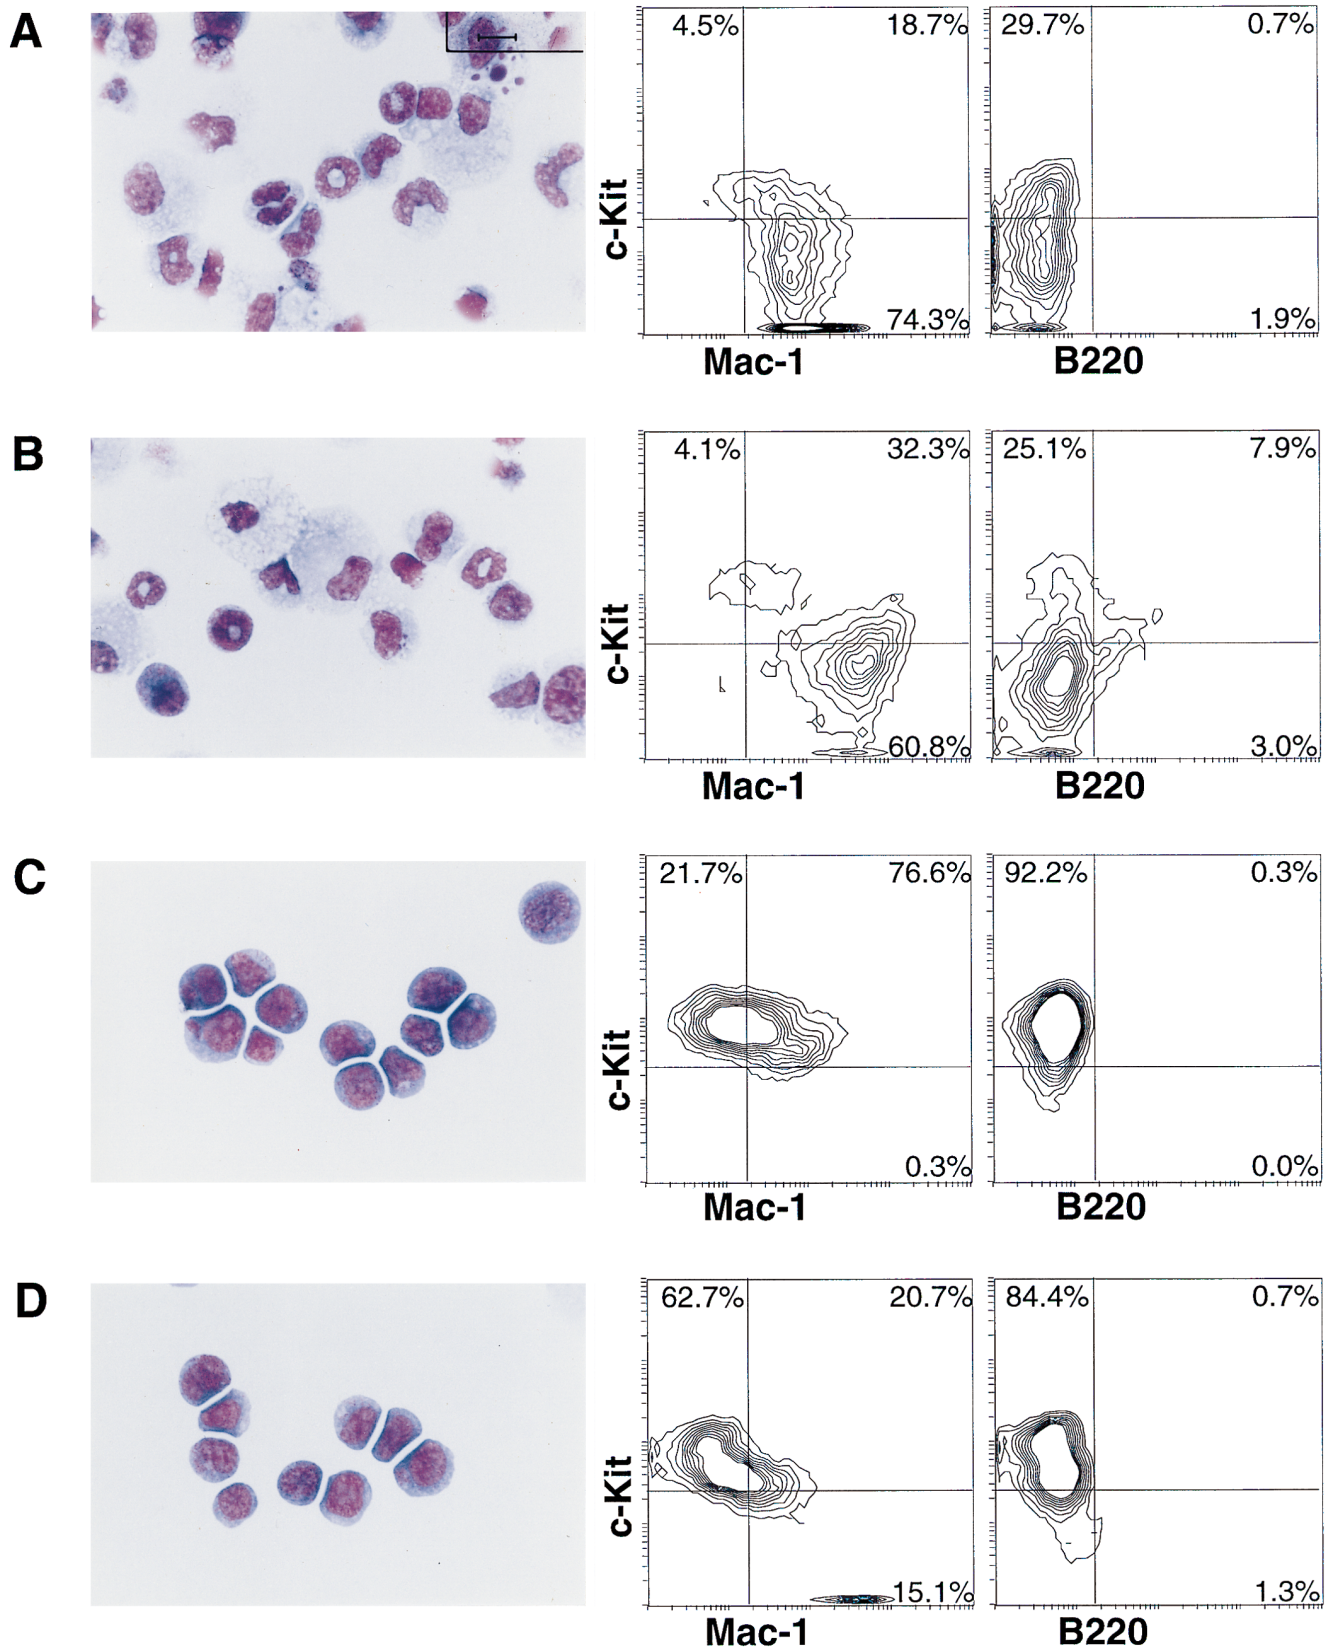 A
4.5% 18.7%
29.7% 0.7%
c-Kit
74.3%
1.9%
Mac-1
B220
B
4.1% 32.3%
25.1% 7.9%
c-Kit
60.8%
3.0%
Mac-1
B220
C
21.7% 76.6%
92.2% 0.3%
c-Kit
0.3%
0.0%
Mac-1
B220
D
62.7% 20.7%
84.4% 0.7%
c-Kit
15.1%
1.3%
Mac-1
B220